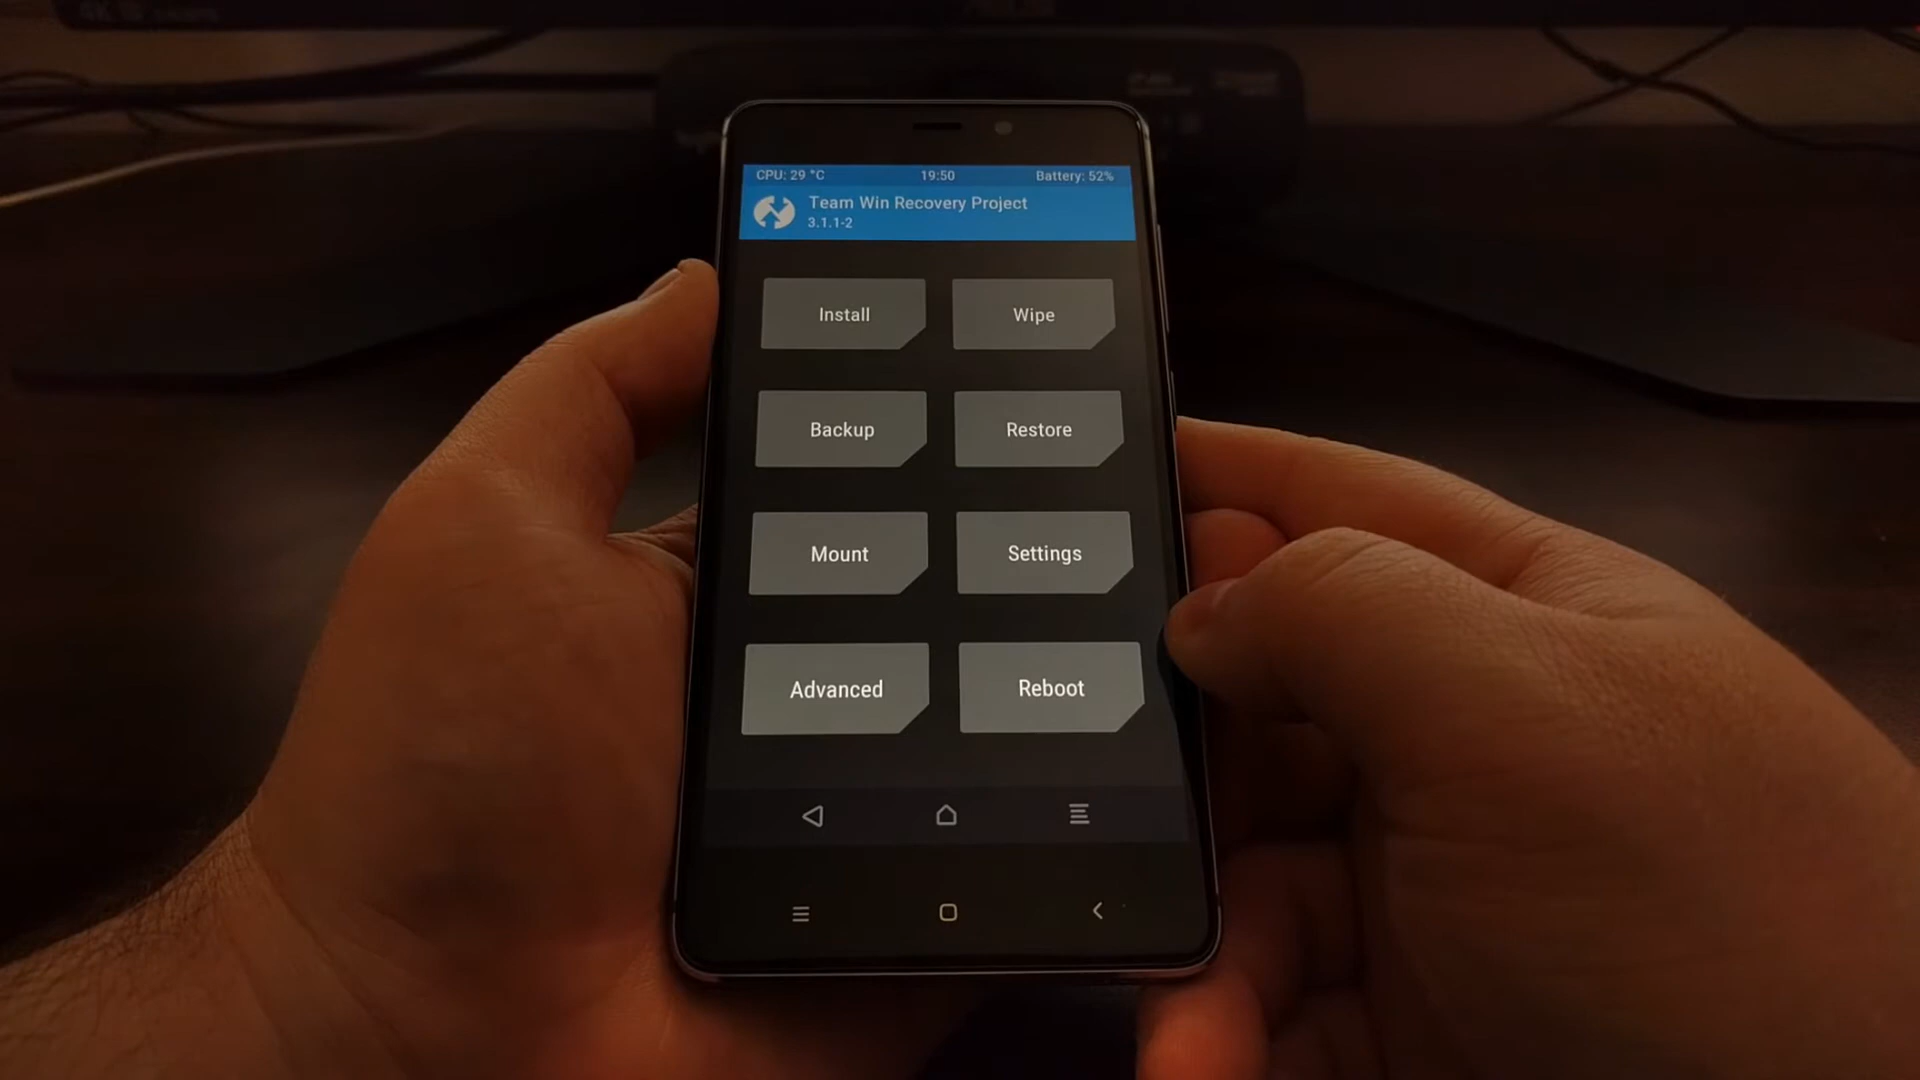 CPU: 29 °C 19:50 Battery: 52%
Team Win Recovery Project
3.1.1-2
Install Wipe
Backup Restore
Mount Settings
Advanced Reboot